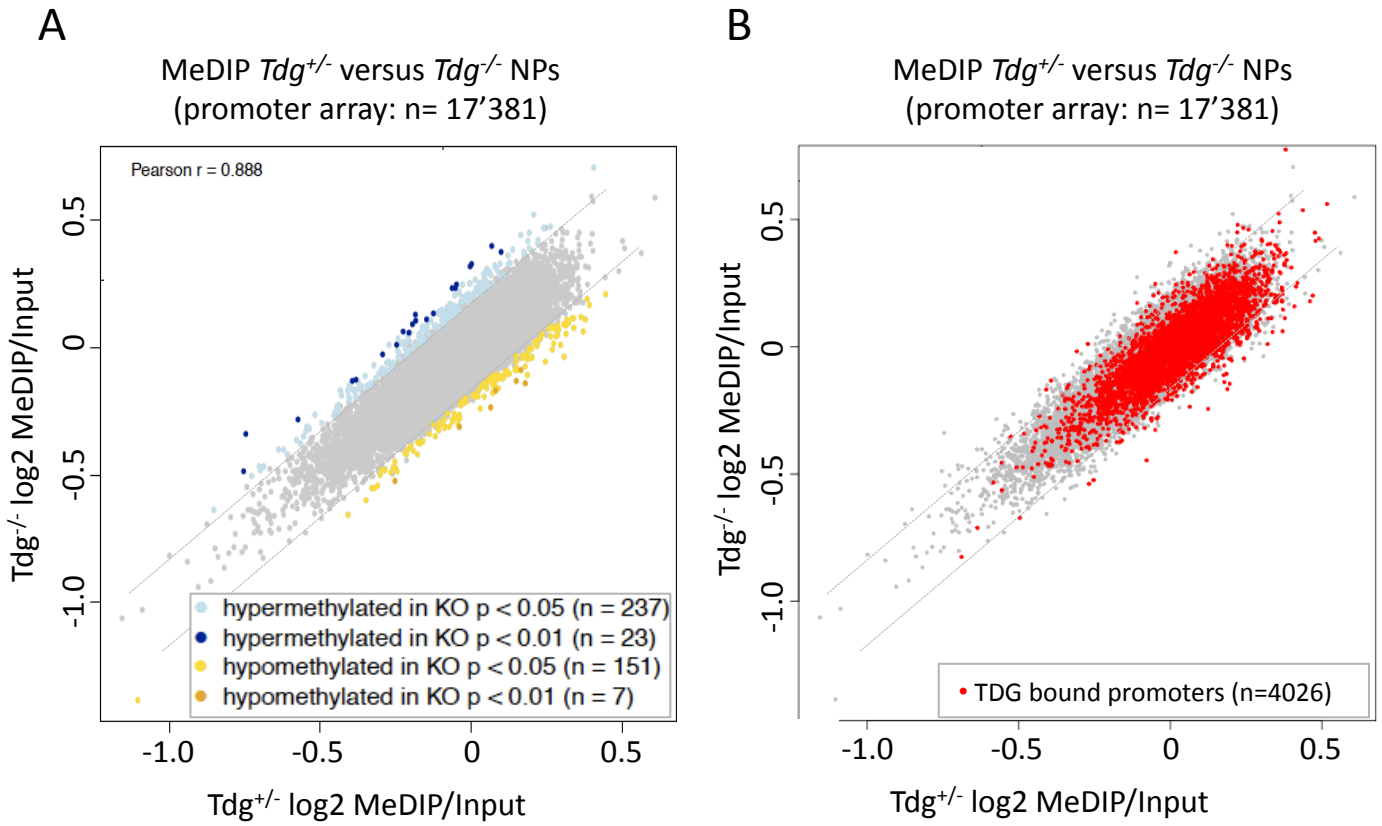 A
MeDIP Tdg+/- versus Tdg-/- NPs
(promoter array: n= 17'381)
Pearson r = 0.888
0.5
0
-0.5
-1.0
Tdg-/- log2 MeDIP/Input
hypermethylated in KO p < 0.05 (n = 237)
hypermethylated in KO p < 0.01 (n = 23)
hypomethylated in KO p < 0.05 (n = 151)
hypomethylated in KO p < 0.01 (n = 7)
-1.0 -0.5 0 0.5
Tdg+/- log2 MeDIP/Input
B
MeDIP Tdg+/- versus Tdg-/- NPs
(promoter array: n= 17'381)
0.5
0
-0.5
-1.0
Tdg-/- log2 MeDIP/Input
TDG bound promoters (n=4026)
-1.0 -0.5 0 0.5
Tdg+/- log2 MeDIP/Input